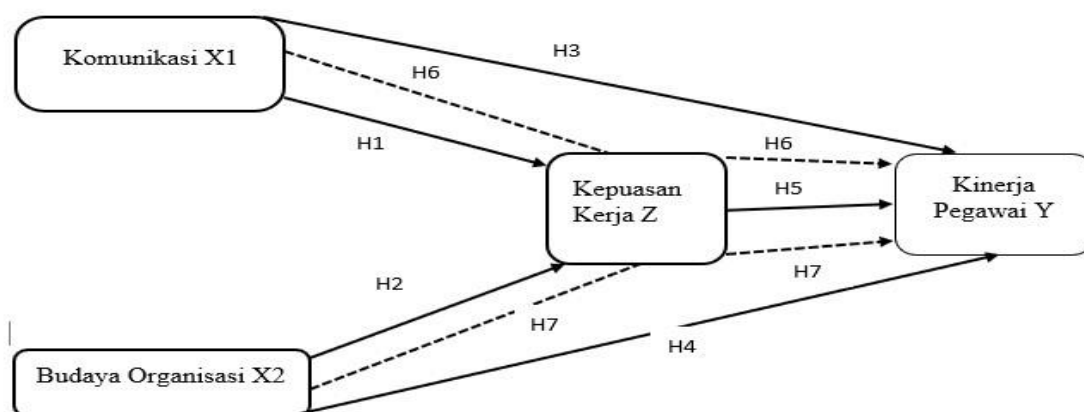 Komunikasi X1
H3
H6
H1
H6
Kepuasan
Kerja Z
H5
Kinerja
Pegawai Y
H2
H7
H7
H4
Budaya Organisasi X2